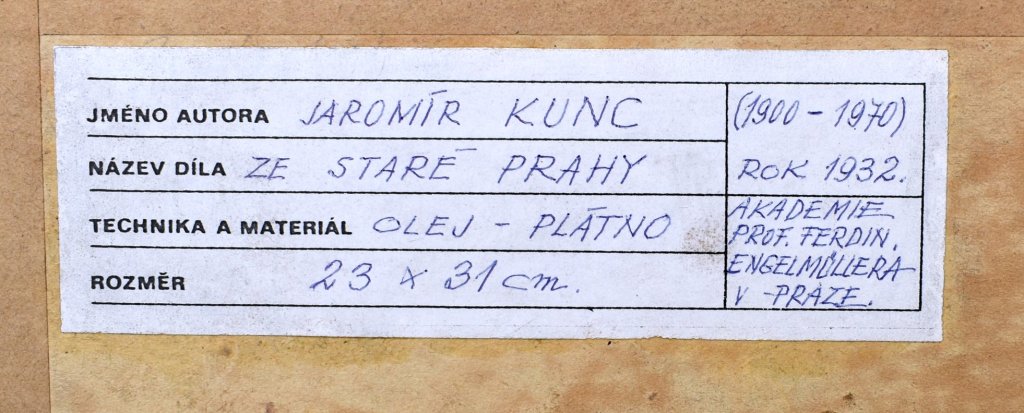 JMÉNO AUTORA JAROMÍR KUNC
(1900 - 1970)
NÁZEV DÍLA ZE STARÉ PRAHY
ROK 1932.
TECHNIKA A MATERIÁL OLEJ - PLÁTNO
ROZMĚR 23 x 31 cm.
AKADEMIE
PROF. FERDIN.
ENGELMÜLLERA
V PRAZE.